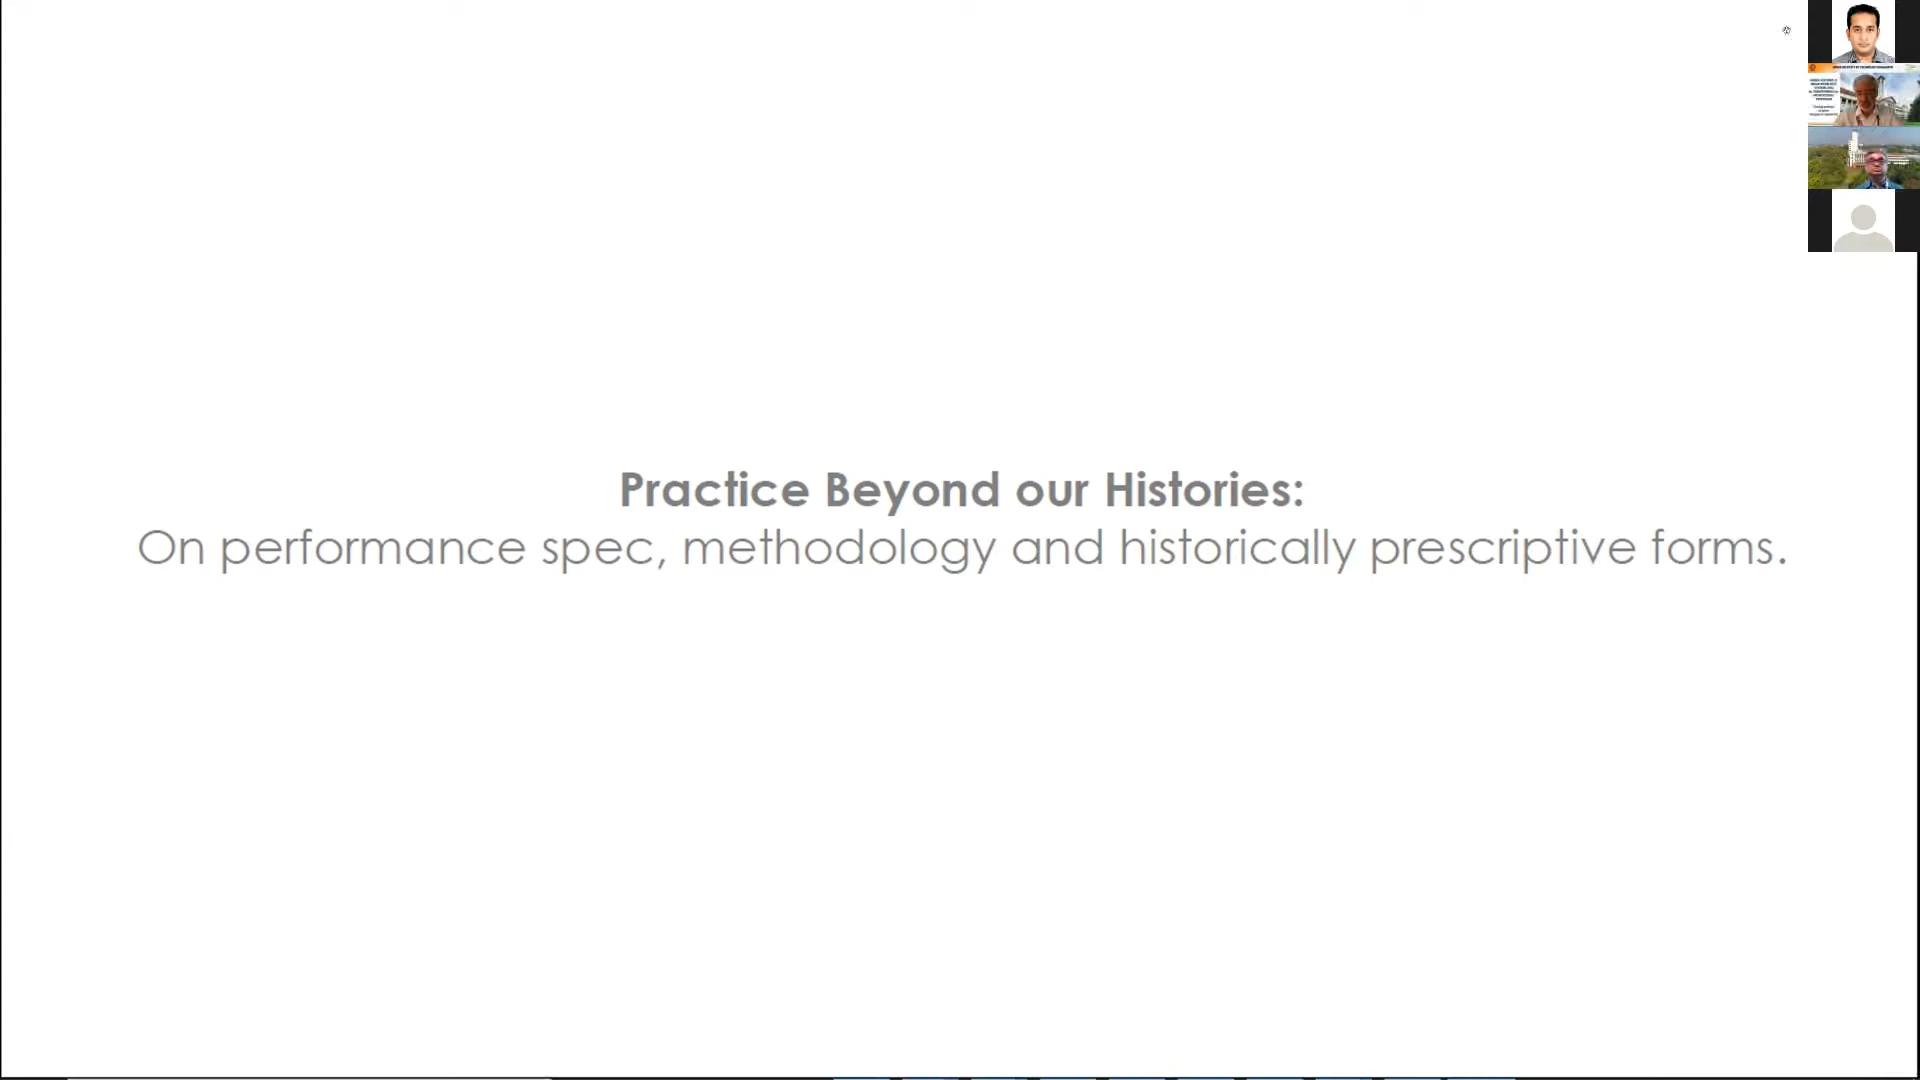 Practice Beyond our Histories:
On performance spec, methodology and historically prescriptive forms.